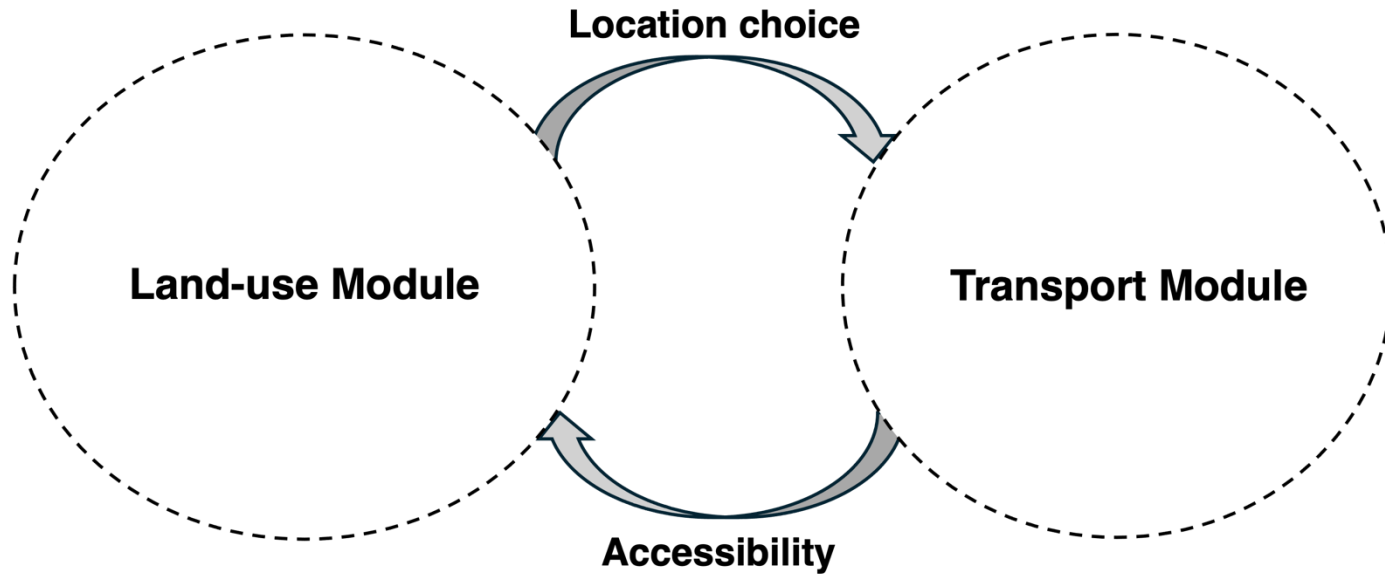 Location choice
Land-use Module
Transport Module
Accessibility